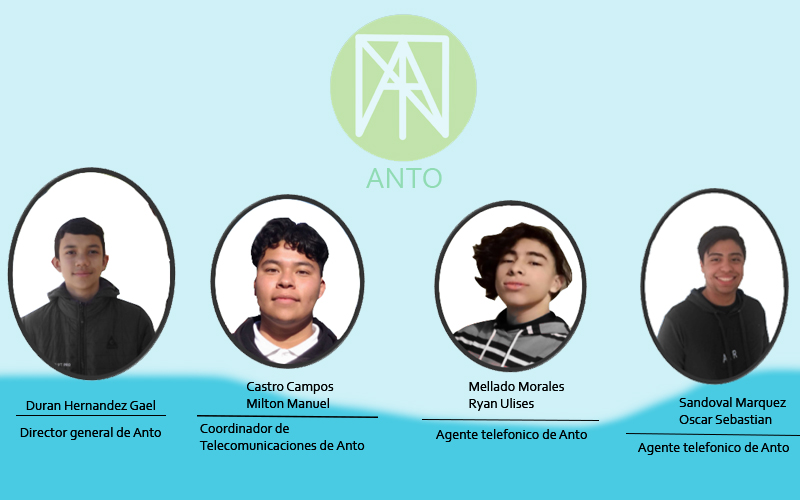 ANTO
Duran Hernandez Gael
Director general de Anto
Castro Campos
Milton Manuel
Coordinador de
Telecomunicaciones de Anto
Mellado Morales
Ryan Ulises
Agente telefonico de Anto
Sandoval Marquez
Oscar Sebastian
Agente telefonico de Anto